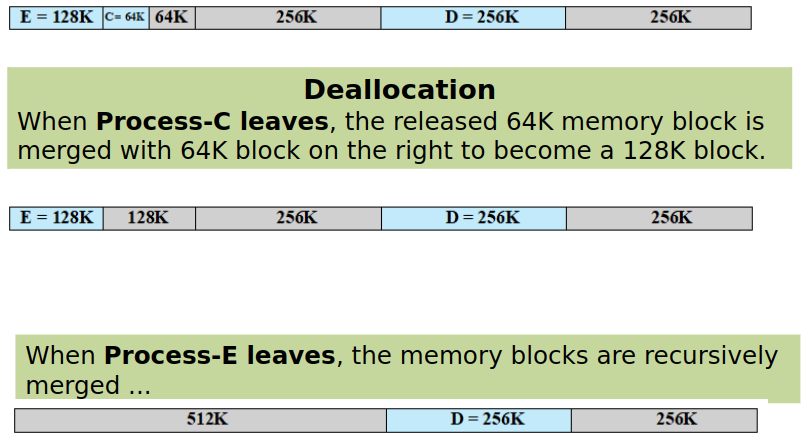 E = 128K C= 64K 64K 256K D = 256K 256K
Deallocation
When Process-C leaves, the released 64K memory block is
merged with 64K block on the right to become a 128K block.
E = 128K 128K 256K D = 256K 256K
When Process-E leaves, the memory blocks are recursively
merged ...
512K D = 256K 256K